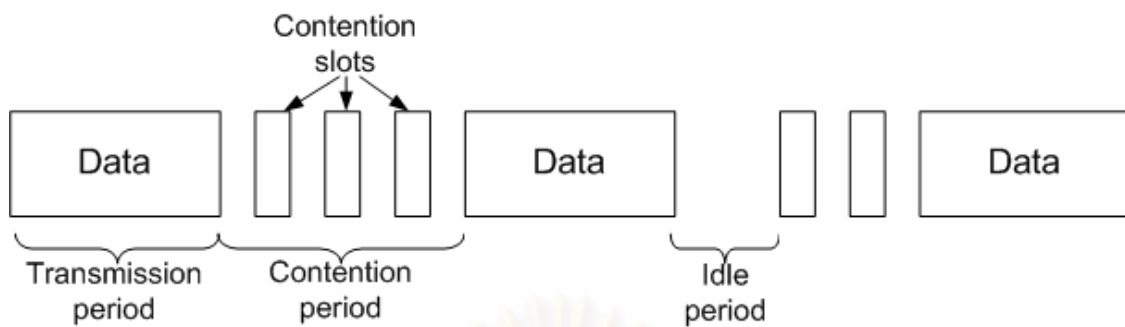 Contention
slots
Data
Data
Data
Transmission
period
Contention
period
Idle
period